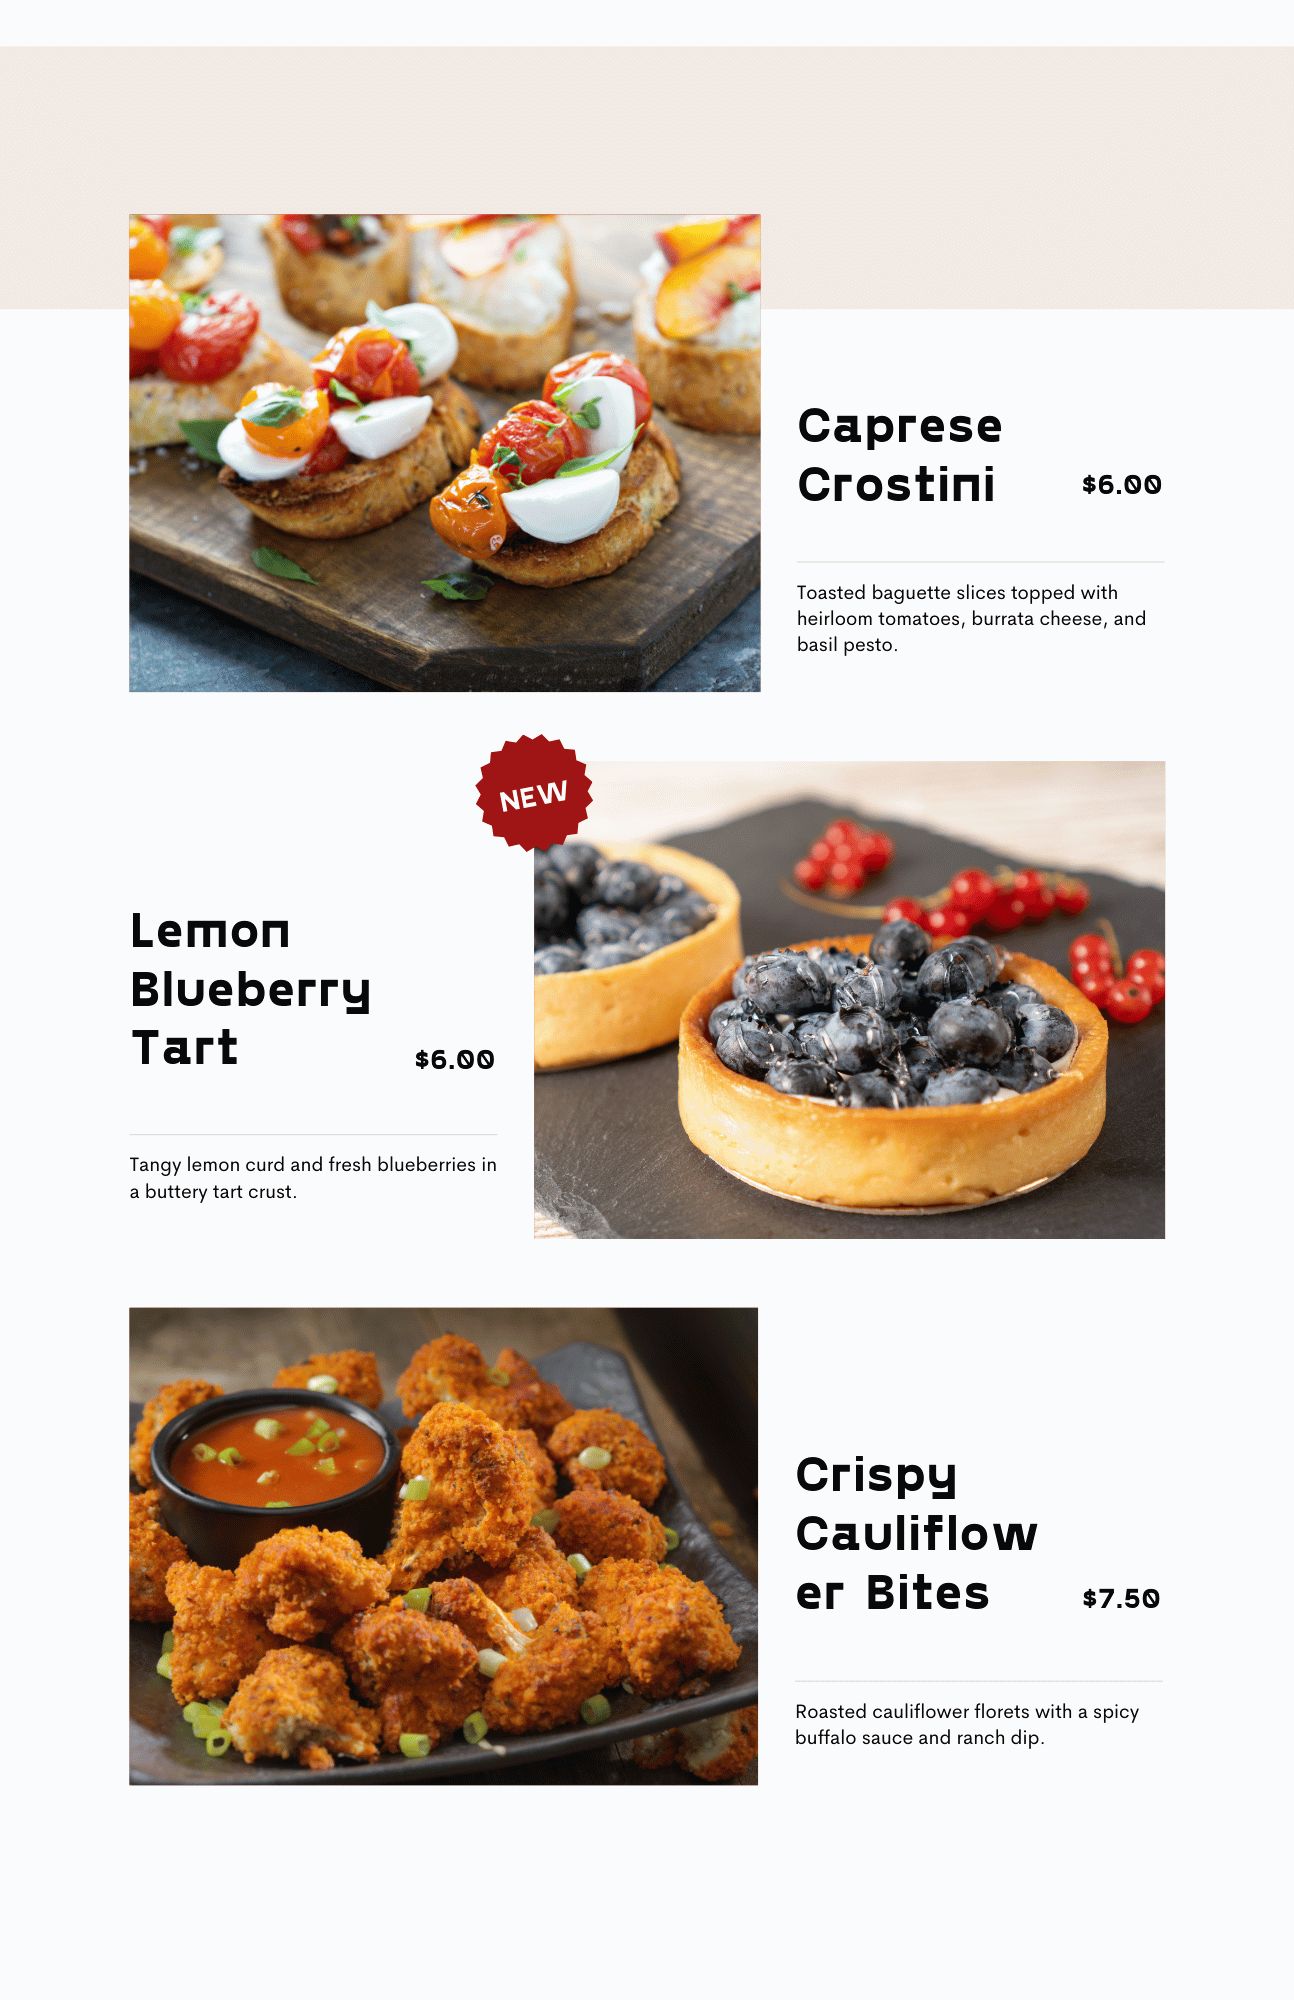 Caprese
Crostini
$6.00
Toasted baguette slices topped with
heirloom tomatoes, burrata cheese, and
basil pesto.
NEW
Lemon
Blueberry
Tart
$6.00
Tangy lemon curd and fresh blueberries in
a buttery tart crust.
Crispy
Cauliflow
er Bites
$7.50
Roasted cauliflower florets with a spicy
buffalo sauce and ranch dip.